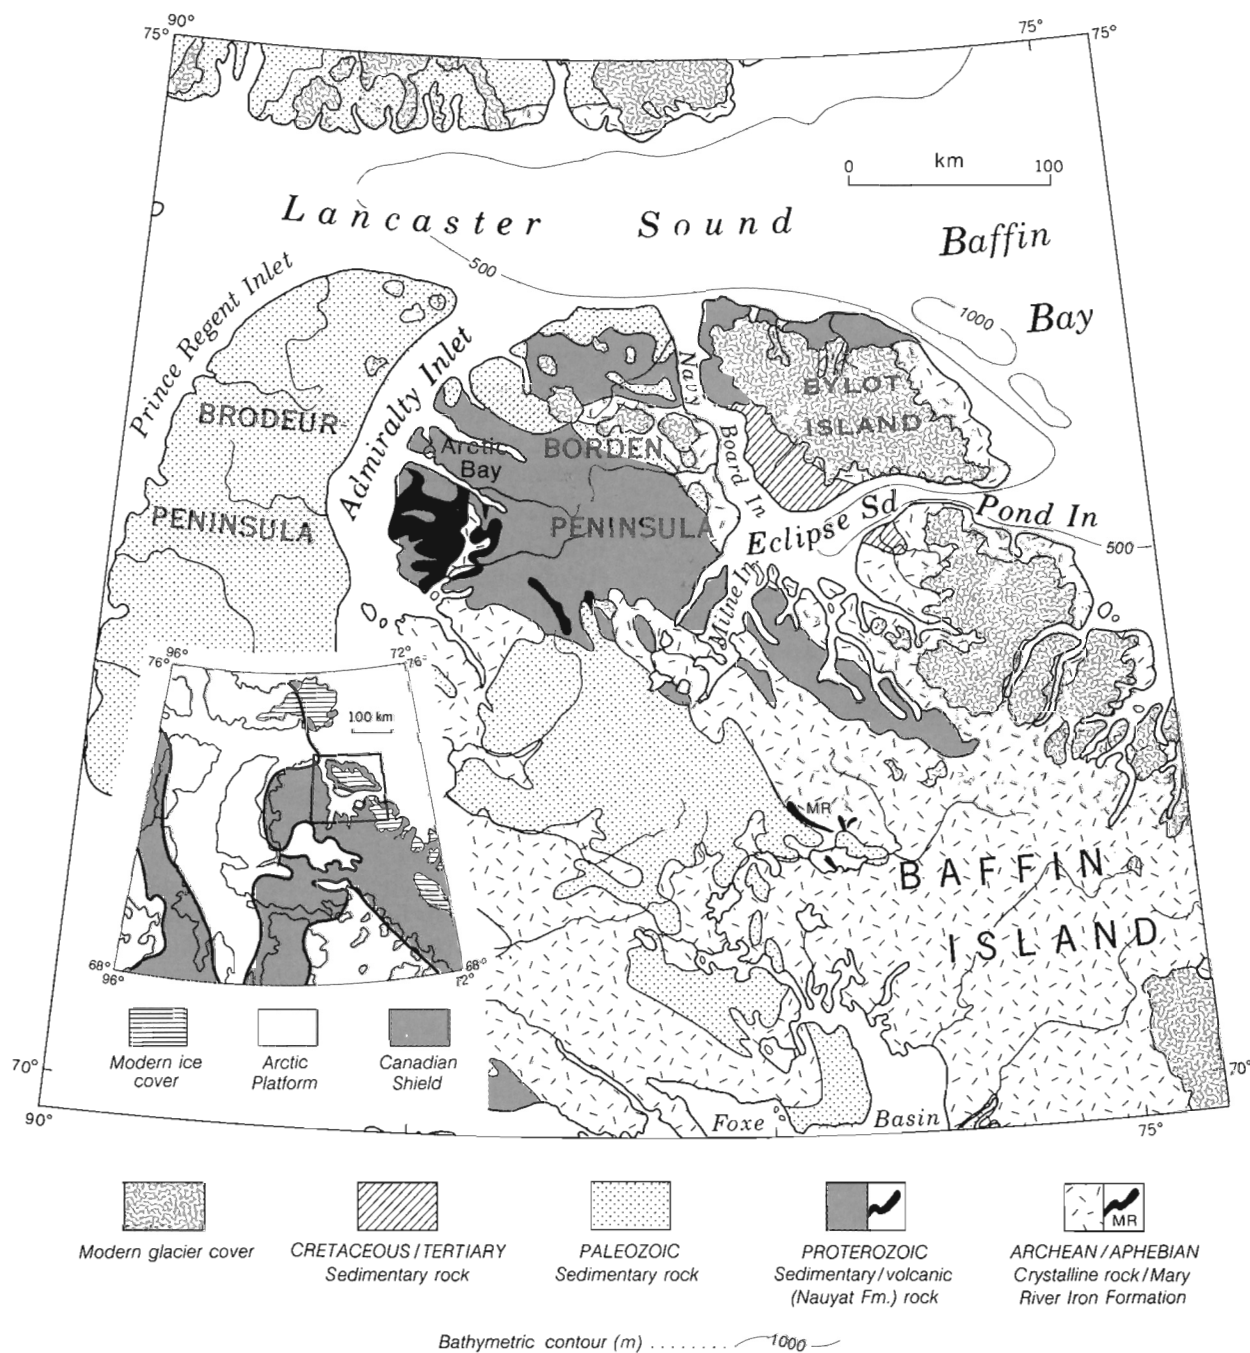 90°
75°
75°
75°
0 km 100
Lancaster Sound
Baffin
Bay
500
1000
Prince Regent Inlet
Admiralty Inlet
Navy
Board In
BRODEUR
PENINSULA
Arctic
Bay
BORDEN
PENINSULA
BYLOT
ISLAND
Eclipse Sd
Pond In
500
Milne In
MR
BAFFIN
ISLAND
96°
76°
72°
76°
100 km
68°
96°
68°
72°
Modern ice
cover
Arctic
Platform
Canadian
Shield
70°
70°
90°
75°
Foxe Basin
Modern glacier cover
CRETACEOUS/TERTIARY
Sedimentary rock
PALEOZOIC
Sedimentary rock
PROTEROZOIC
Sedimentary/volcanic
(Nauyat Fm.) rock
MR
ARCHEAN/APHEBIAN
Crystalline rock/Mary
River Iron Formation
Bathymetric contour (m) ........ 1000